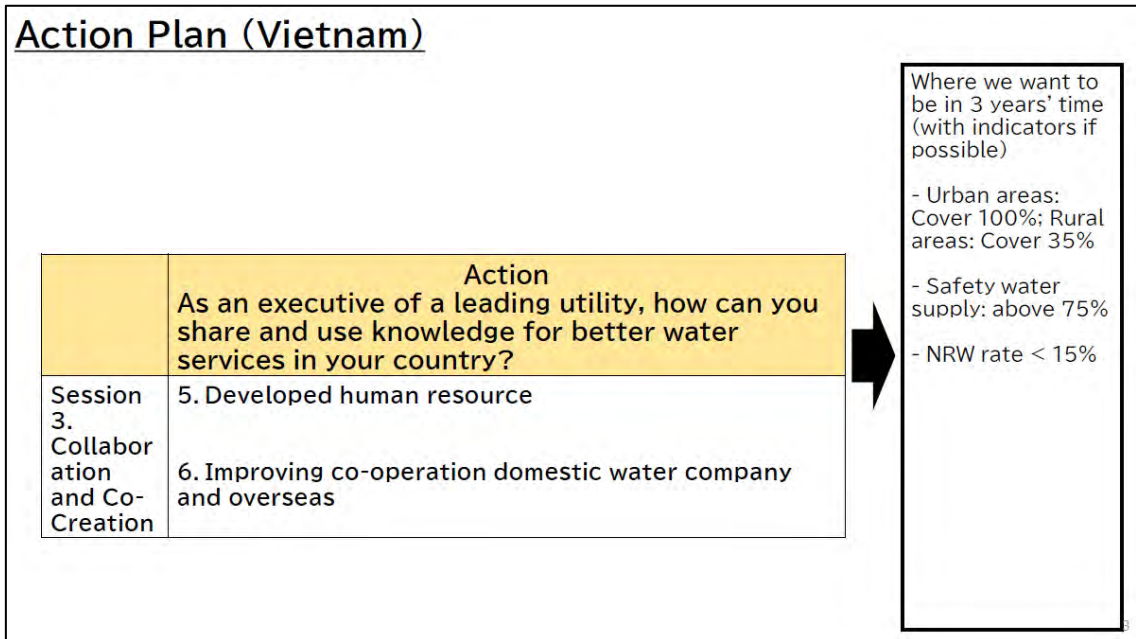 Action Plan (Vietnam)
Where we want to
be in 3 years' time
(with indicators if
possible)
- Urban areas:
Cover 100%; Rural
areas: Cover 35%
- Safety water
supply: above 75%
- NRW rate < 15%
Action
As an executive of a leading utility, how can you
share and use knowledge for better water
services in your country?
Session
3.
Collabor
ation
and Co-
Creation
5. Developed human resource
6. Improving co-operation domestic water company
and overseas